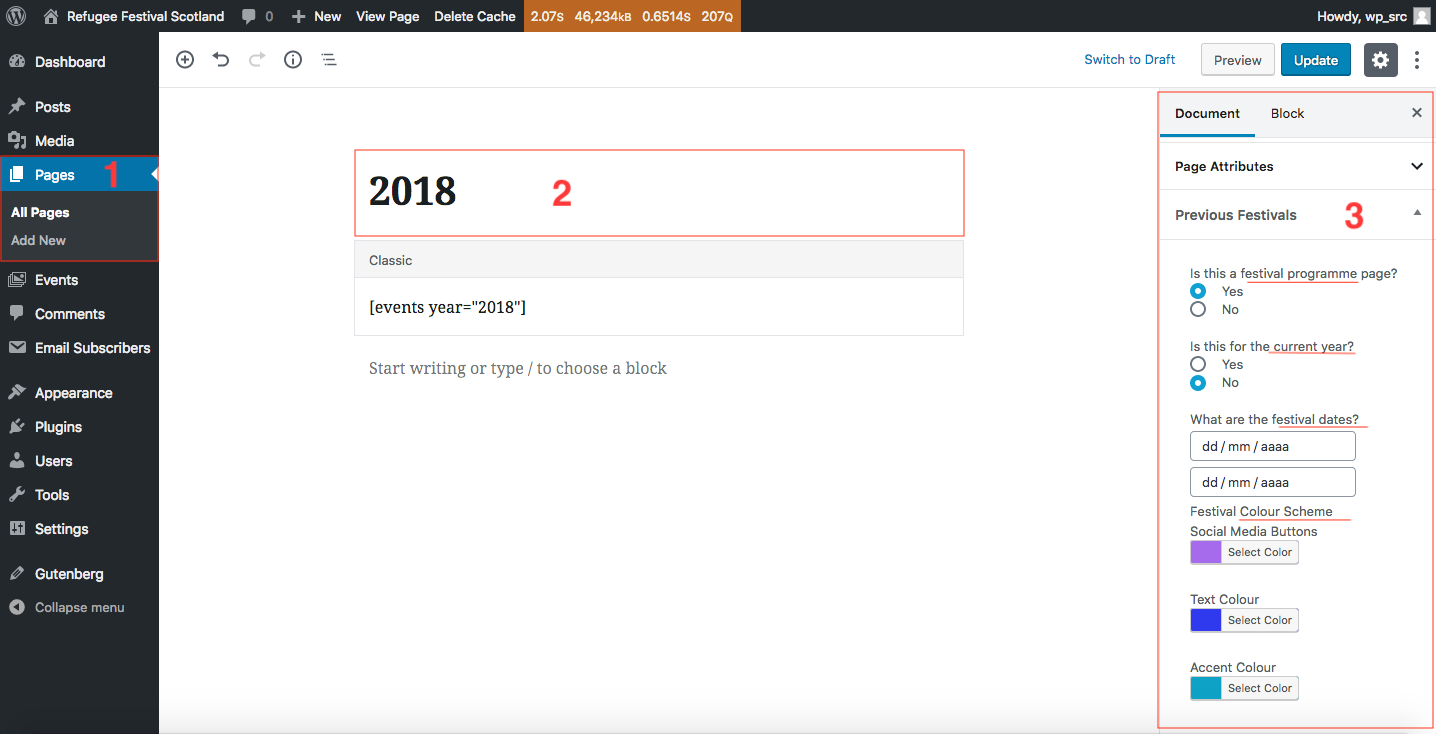 Refugee Festival Scotland 0 New View Page Delete Cache 2.07S 46,234KB 0.6514S 207Q Howdy, wp_src
Dashboard
Posts
Media
Pages 1
All Pages
Add New
Events
Comments
Email Subscribers
Appearance
Plugins
Users
Tools
Settings
Gutenberg
Collapse menu
Switch to Draft Preview Update
2018 2
Classic
[events year="2018"]
Start writing or type / to choose a block
Document Block
Page Attributes
Previous Festivals 3
Is this a festival programme page?
Yes
No
Is this for the current year?
Yes
No
What are the festival dates?
dd / mm / aaaa
dd / mm / aaaa
Festival Colour Scheme
Social Media Buttons
Select Color
Text Colour
Select Color
Accent Colour
Select Color